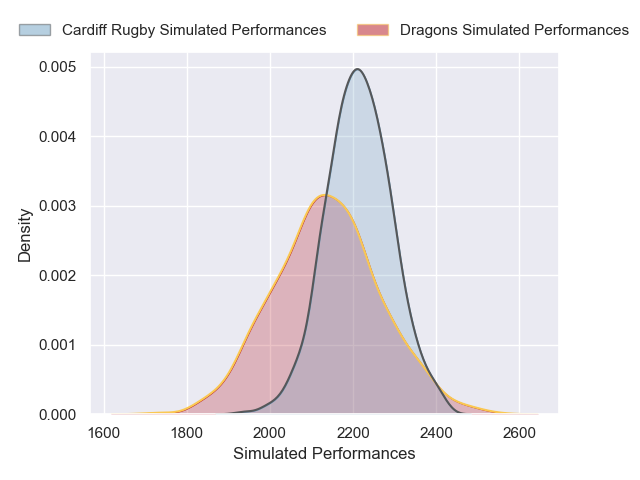 Cardiff Rugby Simulated Performances Dragons Simulated Performances
0.005
0.004
0.003
0.002
0.001
0.000
Density
1600 1800 2000 2200 2400 2600
Simulated Performances